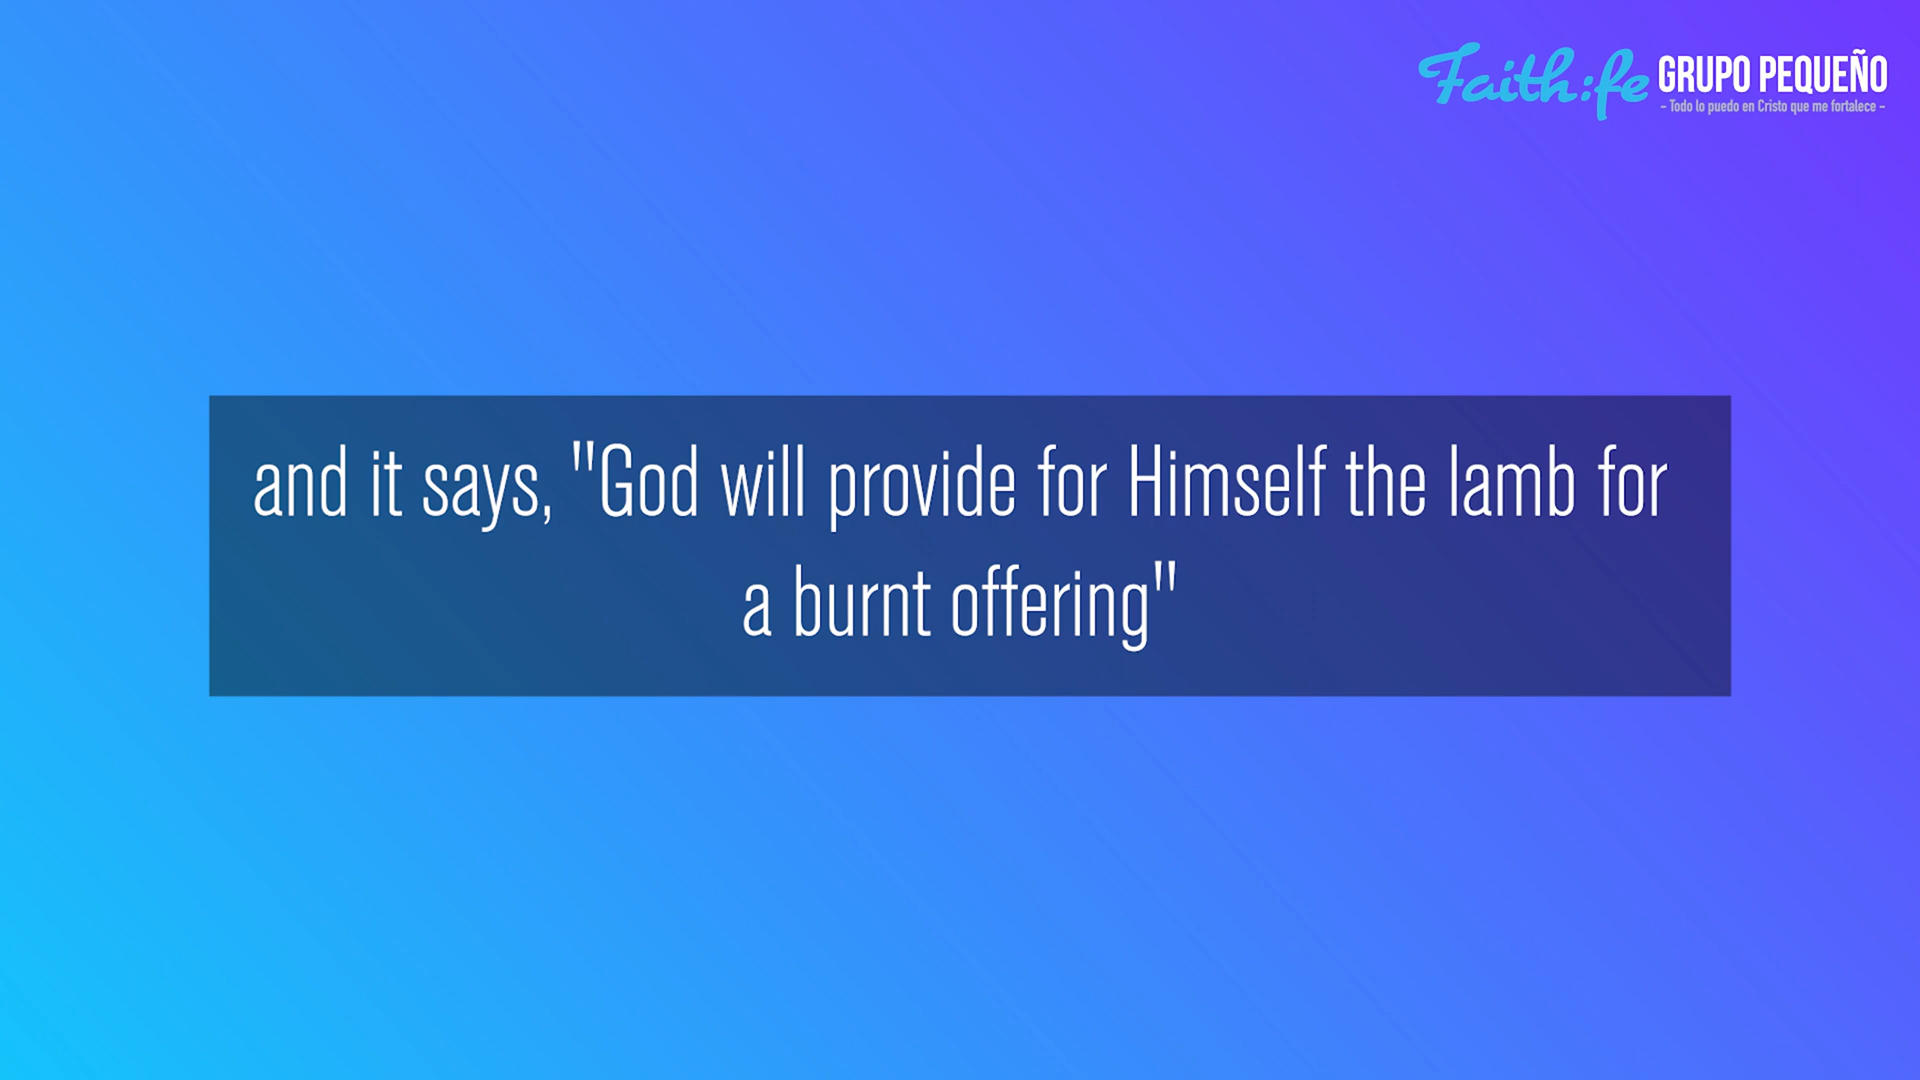 Faith:fe GRUPO PEQUEÑO
- Todo lo puedo en Cristo que me fortalece -
and it says, "God will provide for Himself the lamb for
a burnt offering"